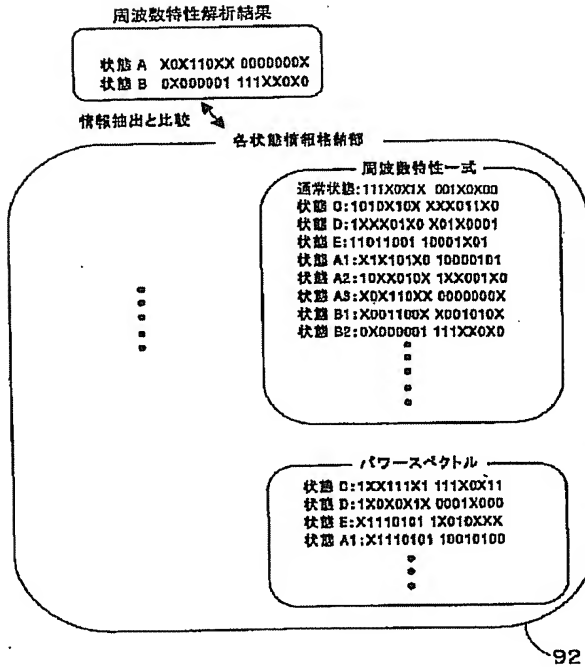 周波数特性解析結果
状態 A X0X110XX 0000000X
状態 B 0X000001 111XX0X0
情報抽出と比較
各状態情報格納部
周波数特性一式
通常状態:111X0X1X 001X0X00
状態 C:1010X10X XXX011X0
状態 D:1XXX01X0 X01X0001
状態 E:11011001 10001X01
状態 A1:X1X101X0 10000101
状態 A2:10XX010X 1XX001X0
状態 A3:X0X110XX 0000000X
状態 B1:X001100X X001010X
状態 B2:0X000001 111XX0X0
パワースペクトル
状態 C:1XX111X1 111X0X11
状態 D:1X0X0X1X 0001X000
状態 E:X1110101 1X010XXX
状態 A1:X1110101 10010100
92